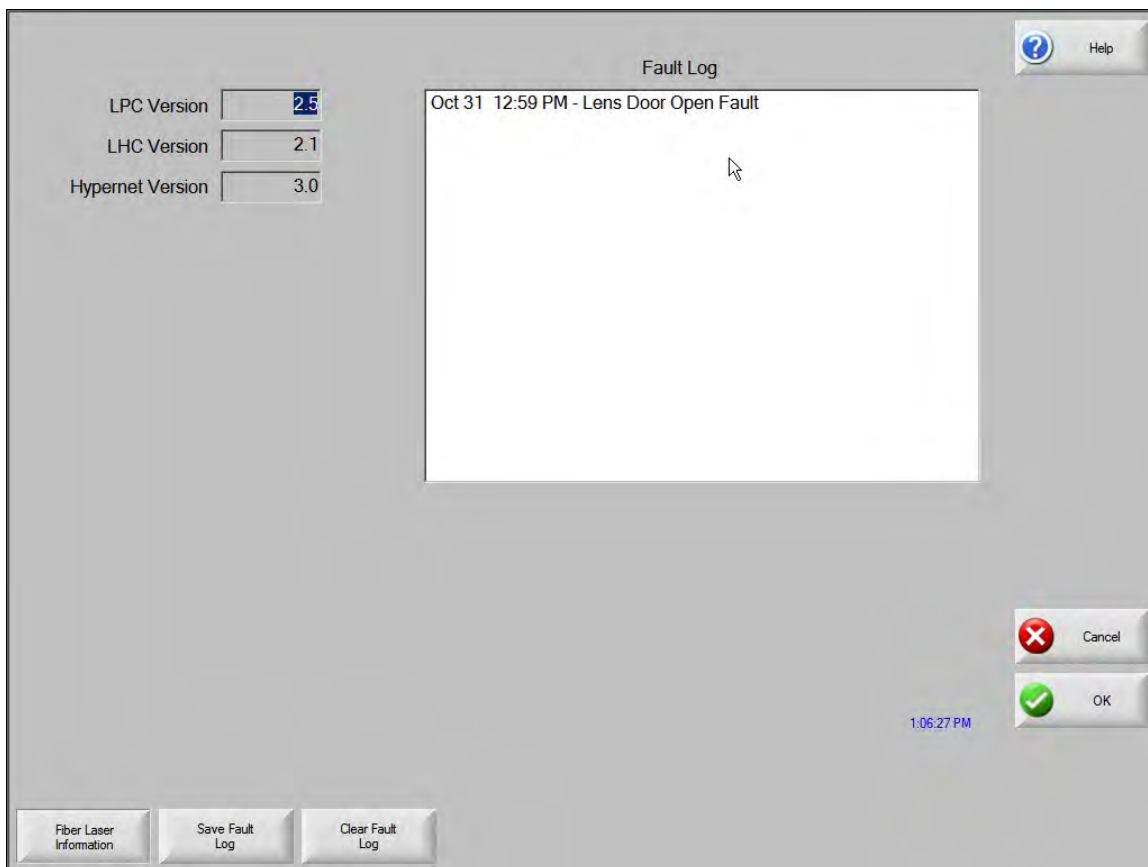 Help
Fault Log
LPC Version 2.5
LHC Version 2.1
Hypernet Version 3.0
Oct 31 12:59 PM - Lens Door Open Fault
Cancel
OK
1:06:27 PM
Fiber Laser
Information
Save Fault
Log
Clear Fault
Log